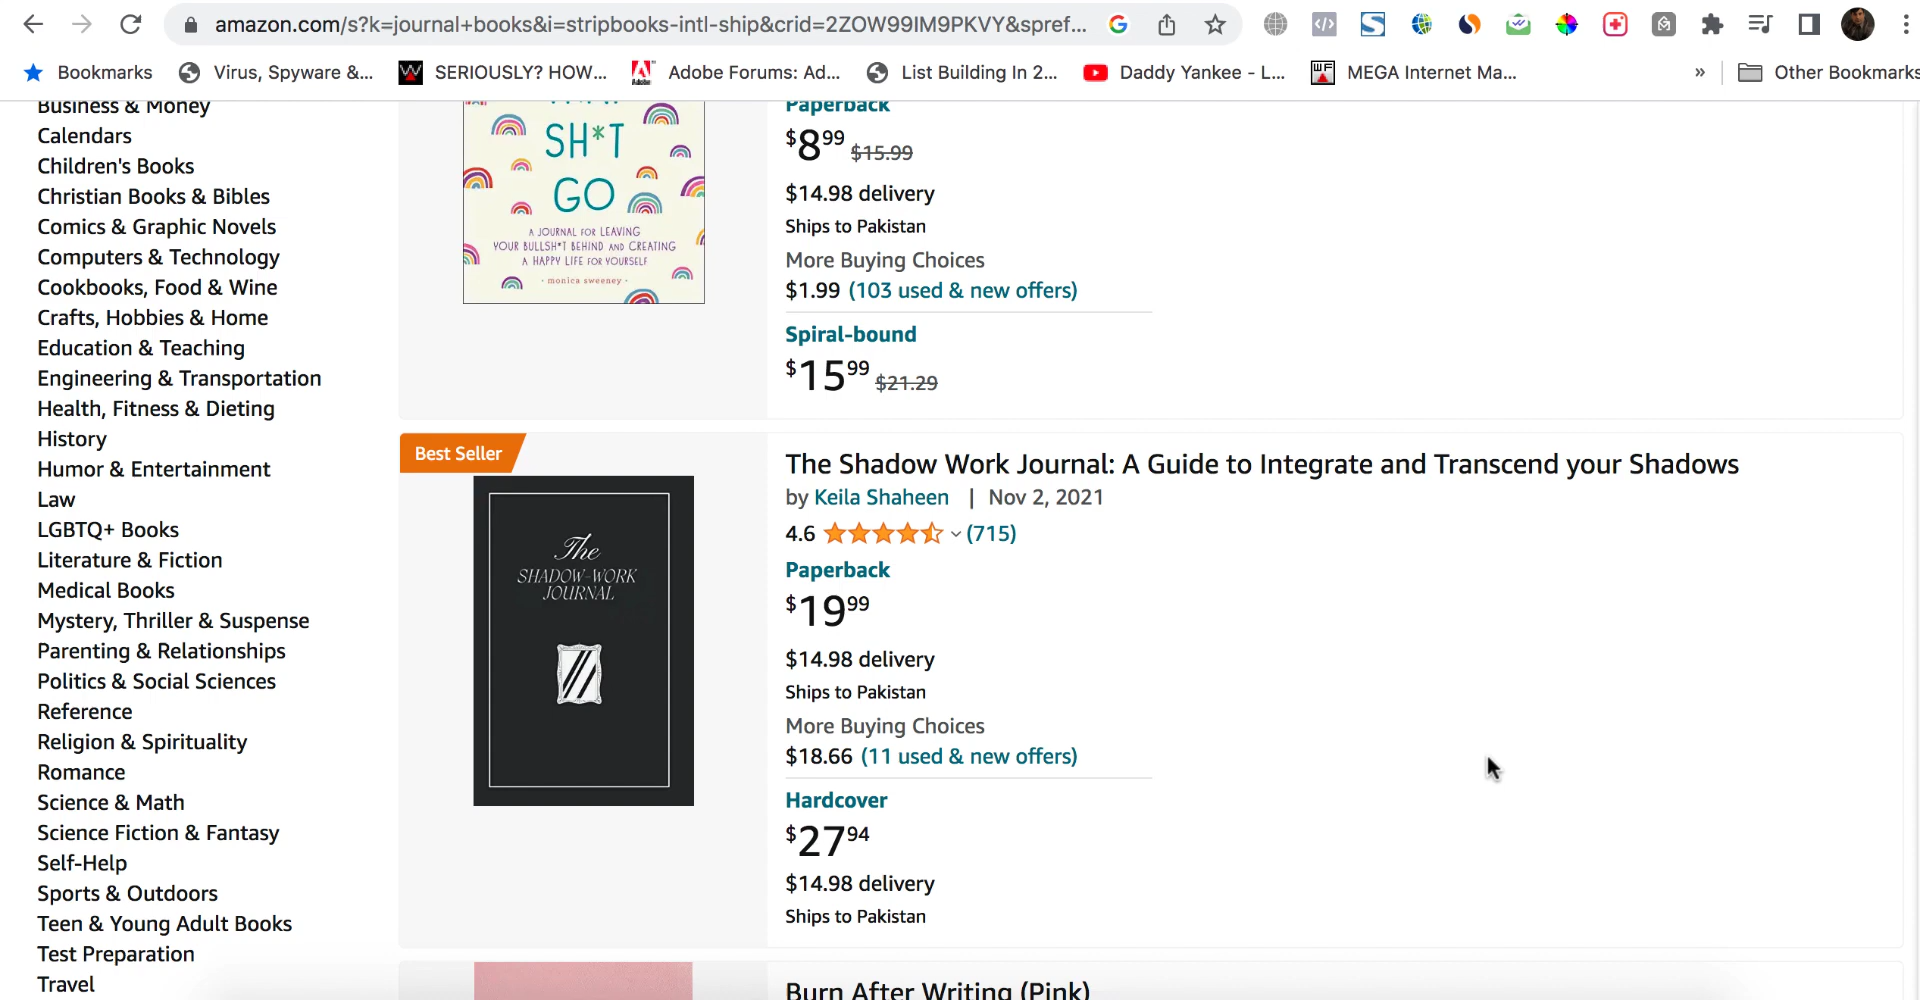 amazon.com/s?k=journal+books&i=stripbooks-intl-ship&crid=2ZOW99IM9PKVY&spref...
Bookmarks
Virus, Spyware &...
SERIOUSLY? HOW...
Adobe Forums: Ad...
List Building In 2...
Daddy Yankee - L...
MEGA Internet Ma...
»
Other Bookmarks
Business & Money
Calendars
Children's Books
Christian Books & Bibles
Comics & Graphic Novels
Computers & Technology
Cookbooks, Food & Wine
Crafts, Hobbies & Home
Education & Teaching
Engineering & Transportation
Health, Fitness & Dieting
History
Humor & Entertainment
Law
LGBTQ+ Books
Literature & Fiction
Medical Books
Mystery, Thriller & Suspense
Parenting & Relationships
Politics & Social Sciences
Reference
Religion & Spirituality
Romance
Science & Math
Science Fiction & Fantasy
Self-Help
Sports & Outdoors
Teen & Young Adult Books
Test Preparation
Travel
SH*T
GO
A JOURNAL FOR LEAVING
YOUR BULLSH*T BEHIND AND CREATING
A HAPPY LIFE FOR YOURSELF
- monica sweeney -
Paperback
$8.99 $15.99
$14.98 delivery
Ships to Pakistan
More Buying Choices
$1.99 (103 used & new offers)
Spiral-bound
$15.99 $21.29
Best Seller
The
SHADOW-WORK
JOURNAL
The Shadow Work Journal: A Guide to Integrate and Transcend your Shadows
by Keila Shaheen | Nov 2, 2021
4.6 (715)
Paperback
$19.99
$14.98 delivery
Ships to Pakistan
More Buying Choices
$18.66 (11 used & new offers)
Hardcover
$27.94
$14.98 delivery
Ships to Pakistan
Burn After Writing (Pink)